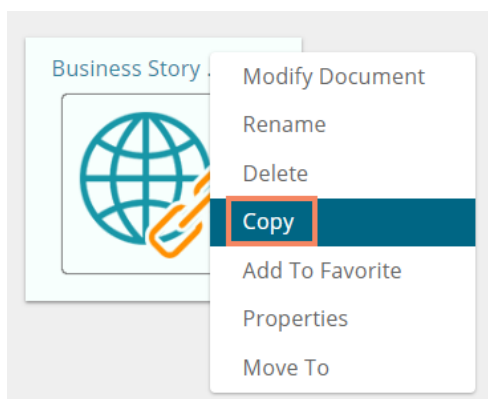 Business Story .
Modify Document
Rename
Delete
Copy
Add To Favorite
Properties
Move To